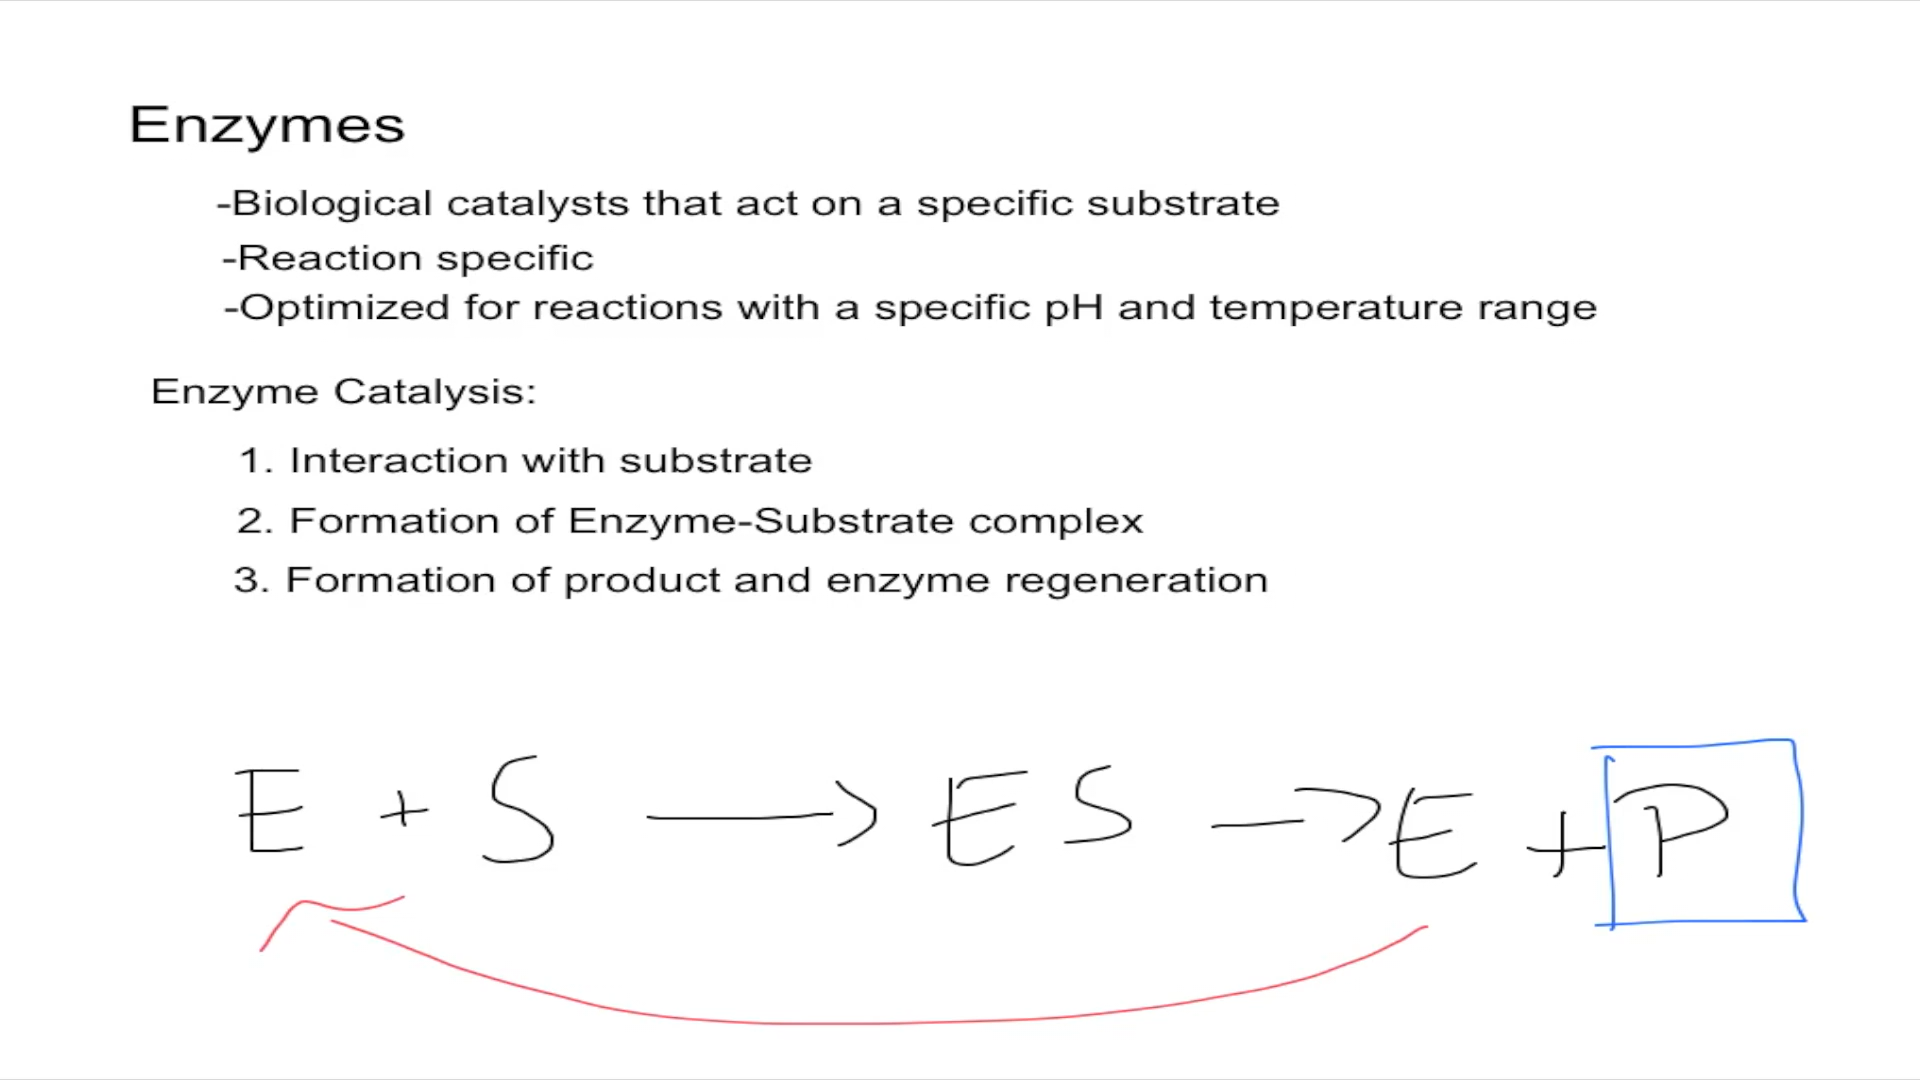 Enzymes
-Biological catalysts that act on a specific substrate
-Reaction specific
-Optimized for reactions with a specific pH and temperature range
Enzyme Catalysis:
1. Interaction with substrate
2. Formation of Enzyme-Substrate complex
3. Formation of product and enzyme regeneration
E + S → ES → E + P